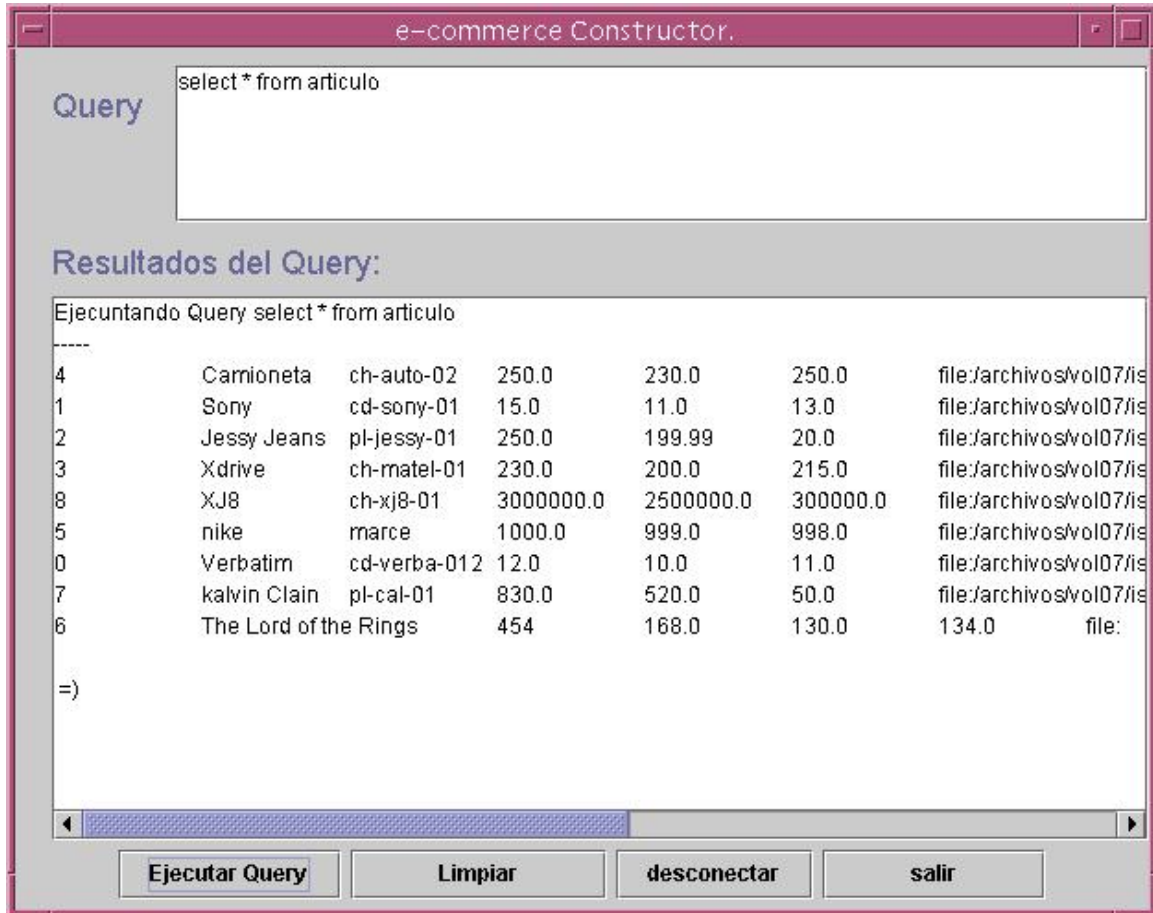 e-commerce Constructor.
Query
select * from articulo
Resultados del Query:
Ejecuntando Query select * from articulo
-----
4 Camioneta ch-auto-02 250.0 230.0 250.0 file:/archivos/vol07/is
1 Sony cd-sony-01 15.0 11.0 13.0 file:/archivos/vol07/is
2 Jessy Jeans pl-jessy-01 250.0 199.99 20.0 file:/archivos/vol07/is
3 Xdrive ch-matel-01 230.0 200.0 215.0 file:/archivos/vol07/is
8 XJ8 ch-xj8-01 3000000.0 2500000.0 300000.0 file:/archivos/vol07/is
5 nike marce 1000.0 999.0 998.0 file:/archivos/vol07/is
0 Verbatim cd-verba-012 12.0 10.0 11.0 file:/archivos/vol07/is
7 kalvin Clain pl-cal-01 830.0 520.0 50.0 file:/archivos/vol07/is
6 The Lord of the Rings 454 168.0 130.0 134.0 file:
=)
Ejecutar Query Limpiar desconectar salir